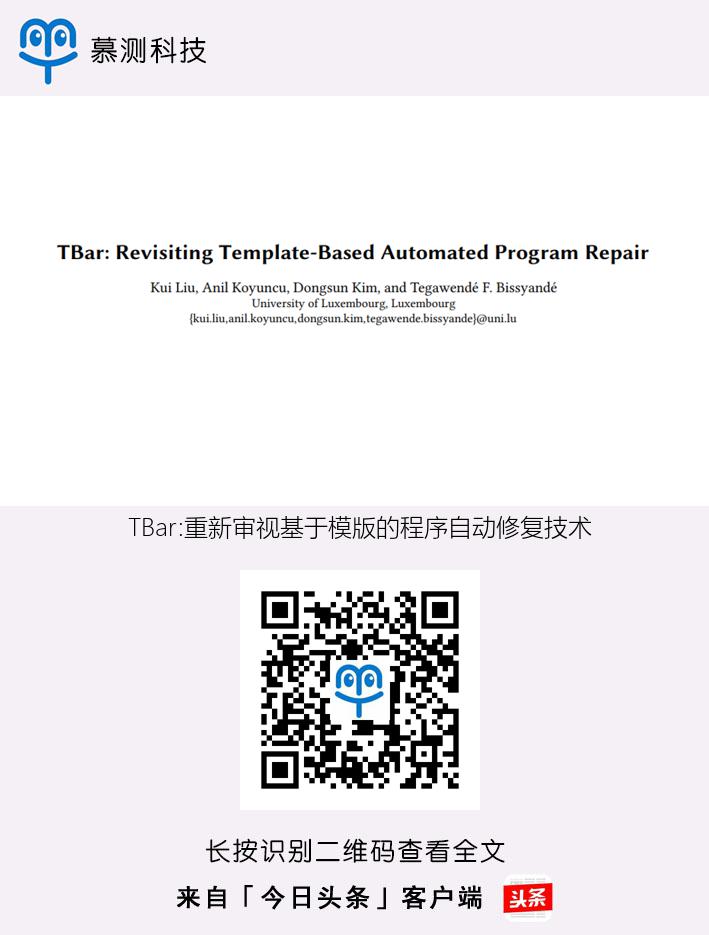 慕测科技
TBar: Revisiting Template-Based Automated Program Repair
Kui Liu, Anil Koyuncu, Dongsun Kim, and Tegawendé F. Bissyandé
University of Luxembourg, Luxembourg
{kui.liu,anil.koyuncu,dongsun.kim,tegawende.bissyande}@uni.lu
TBar:重新审视基于模版的程序自动修复技术
长按识别二维码查看全文
来自「今日头条」客户端 头条